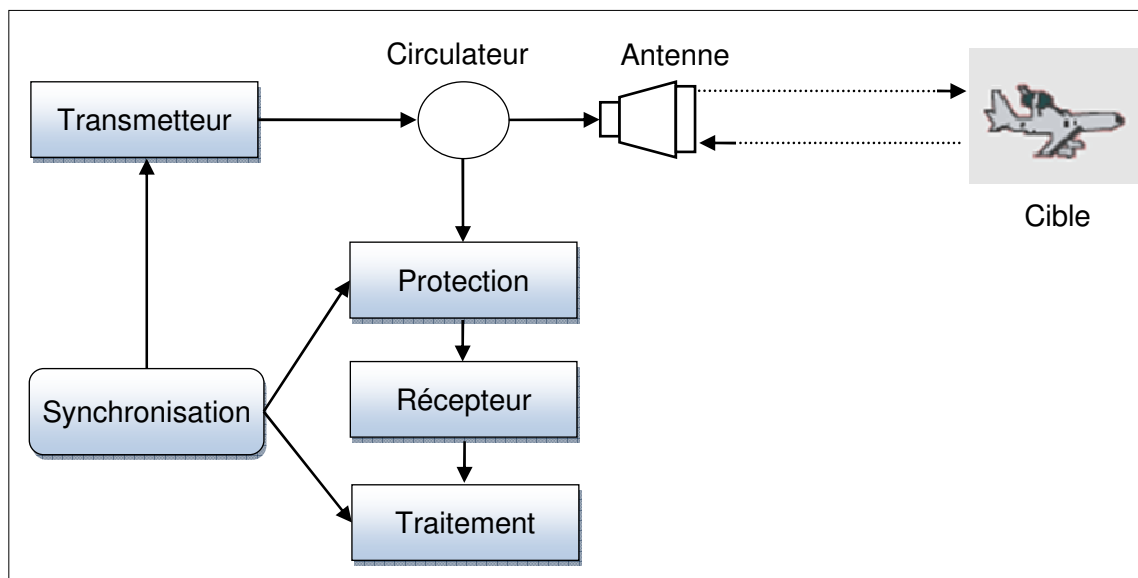 Circulateur
Antenne
Transmetteur
Cible
Protection
Synchronisation
Récepteur
Traitement